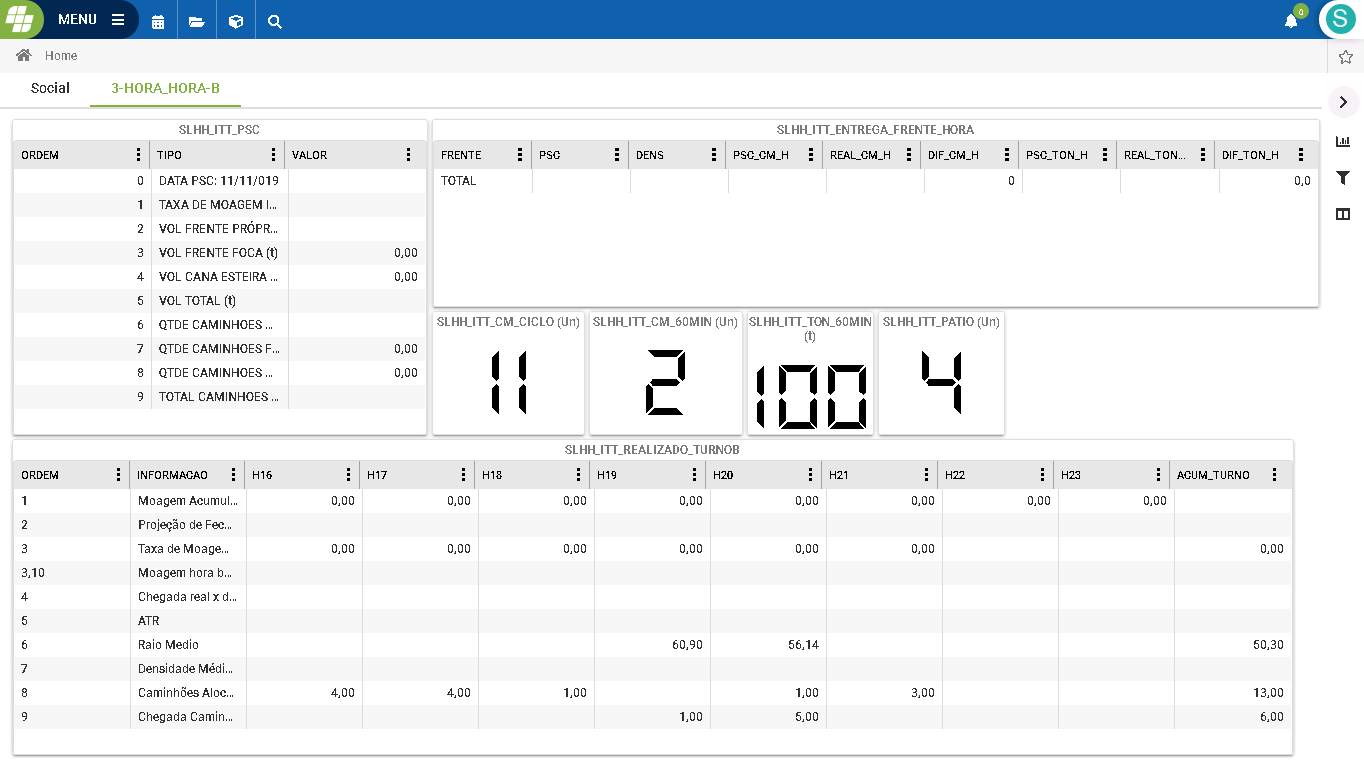 MENU
0
S
Home
Social
3-HORA_HORA-B
SLHH_ITT_PSC
ORDEM TIPO VALOR
0 DATA PSC: 11/11/019
1 TAXA DE MOAGEM I...
2 VOL FRENTE PRÓPR...
3 VOL FRENTE FOCA (t) 0,00
4 VOL CANA ESTEIRA ... 0,00
5 VOL TOTAL (t)
6 QTDE CAMINHOES ...
7 QTDE CAMINHOES F... 0,00
8 QTDE CAMINHOES ... 0,00
9 TOTAL CAMINHOES ...
SLHH_ITT_ENTREGA_FRENTE_HORA
FRENTE PSC DENS PSC_CM_H REAL_CM_H DIF_CM_H PSC_TON_H REAL_TON... DIF_TON_H
TOTAL 0 0,0
SLHH_ITT_CM_CICLO (Un)
11
SLHH_ITT_CM_60MIN (Un)
2
SLHH_ITT_TON_60MIN
(t)
100
SLHH_ITT_PATIO (Un)
4
SLHH_ITT_REALIZADO_TURNOB
ORDEM INFORMACAO H16 H17 H18 H19 H20 H21 H22 H23 ACUM_TURNO
1 Moagem Acumul... 0,00 0,00 0,00 0,00 0,00 0,00 0,00 0,00
2 Projeção de Fec...
3 Taxa de Moage... 0,00 0,00 0,00 0,00 0,00 0,00 0,00
3,10 Moagem hora b...
4 Chegada real x d...
5 ATR
6 Raio Medio 60,90 56,14 50,30
7 Densidade Médi...
8 Caminhões Aloc... 4,00 4,00 1,00 1,00 3,00 13,00
9 Chegada Camin... 1,00 5,00 6,00